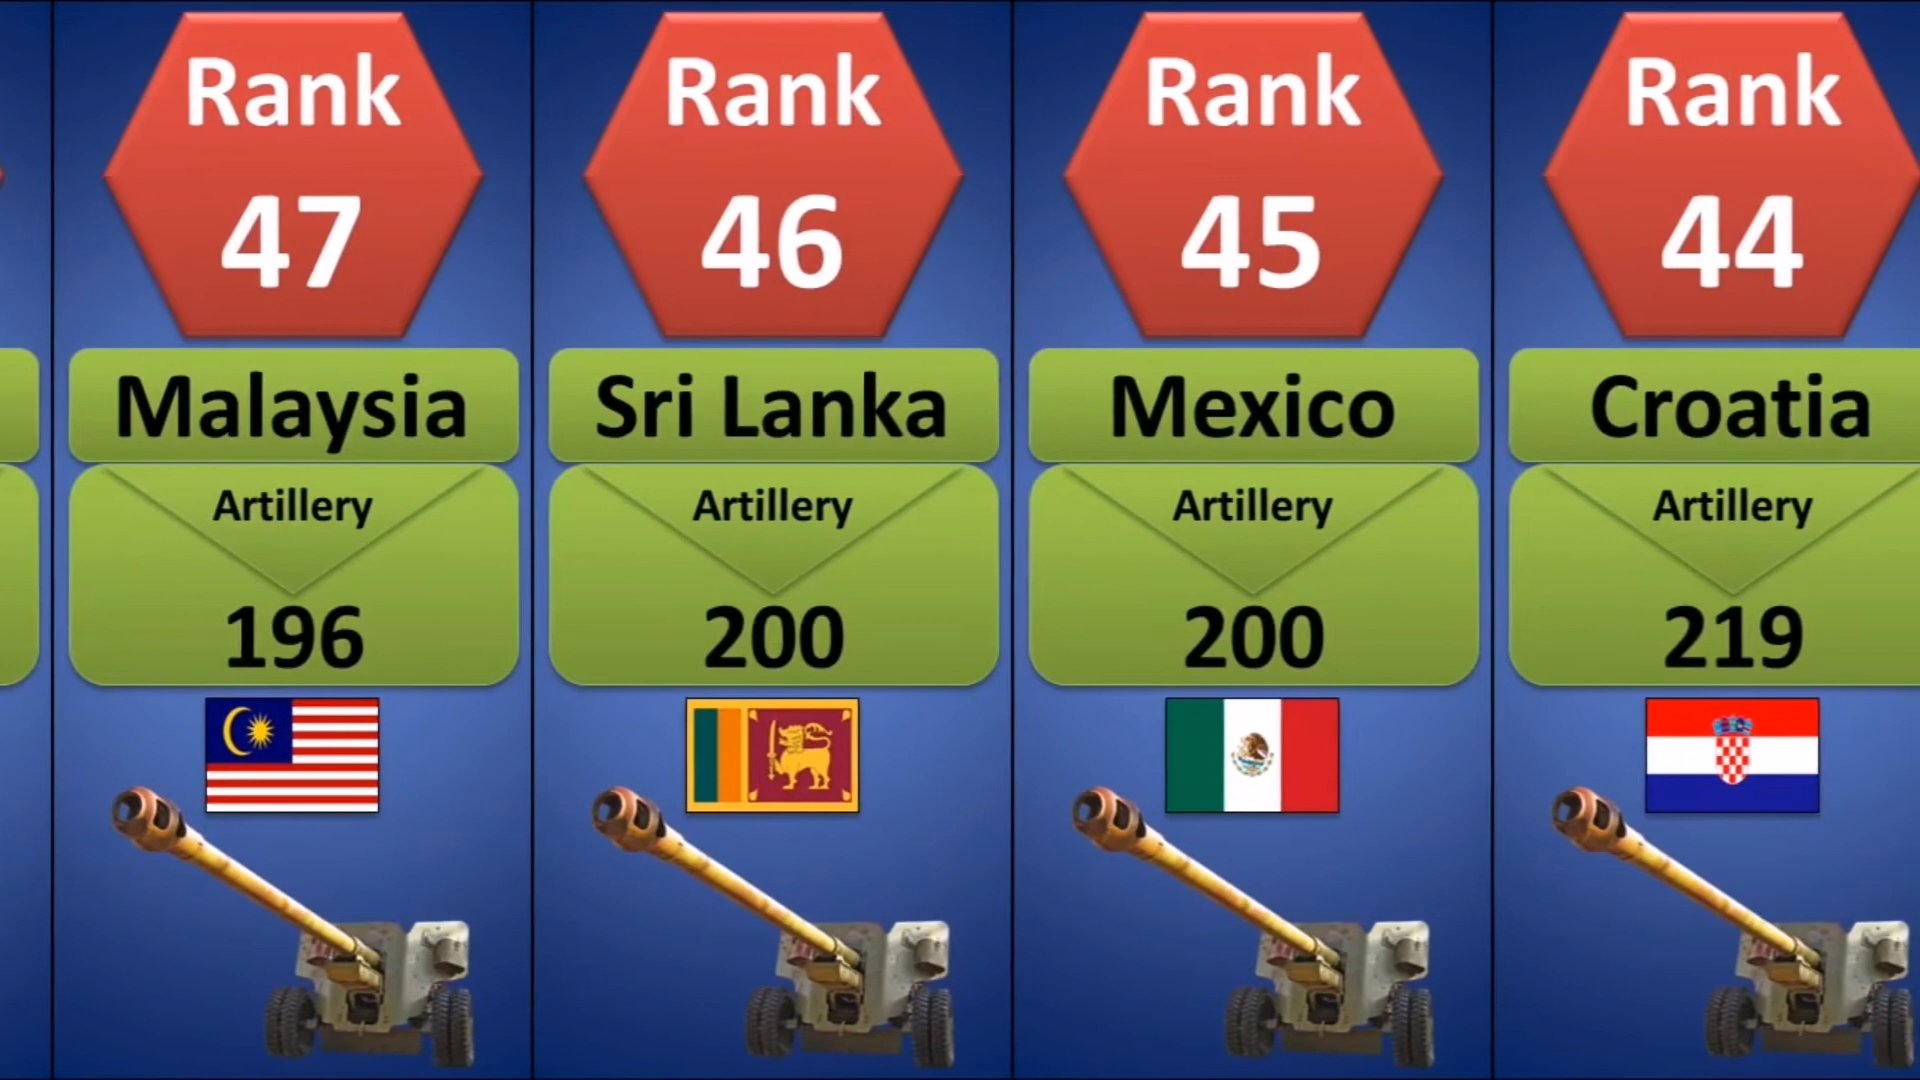 Rank
47
Malaysia
Artillery
196
Rank
46
Sri Lanka
Artillery
200
Rank
45
Mexico
Artillery
200
Rank
44
Croatia
Artillery
219